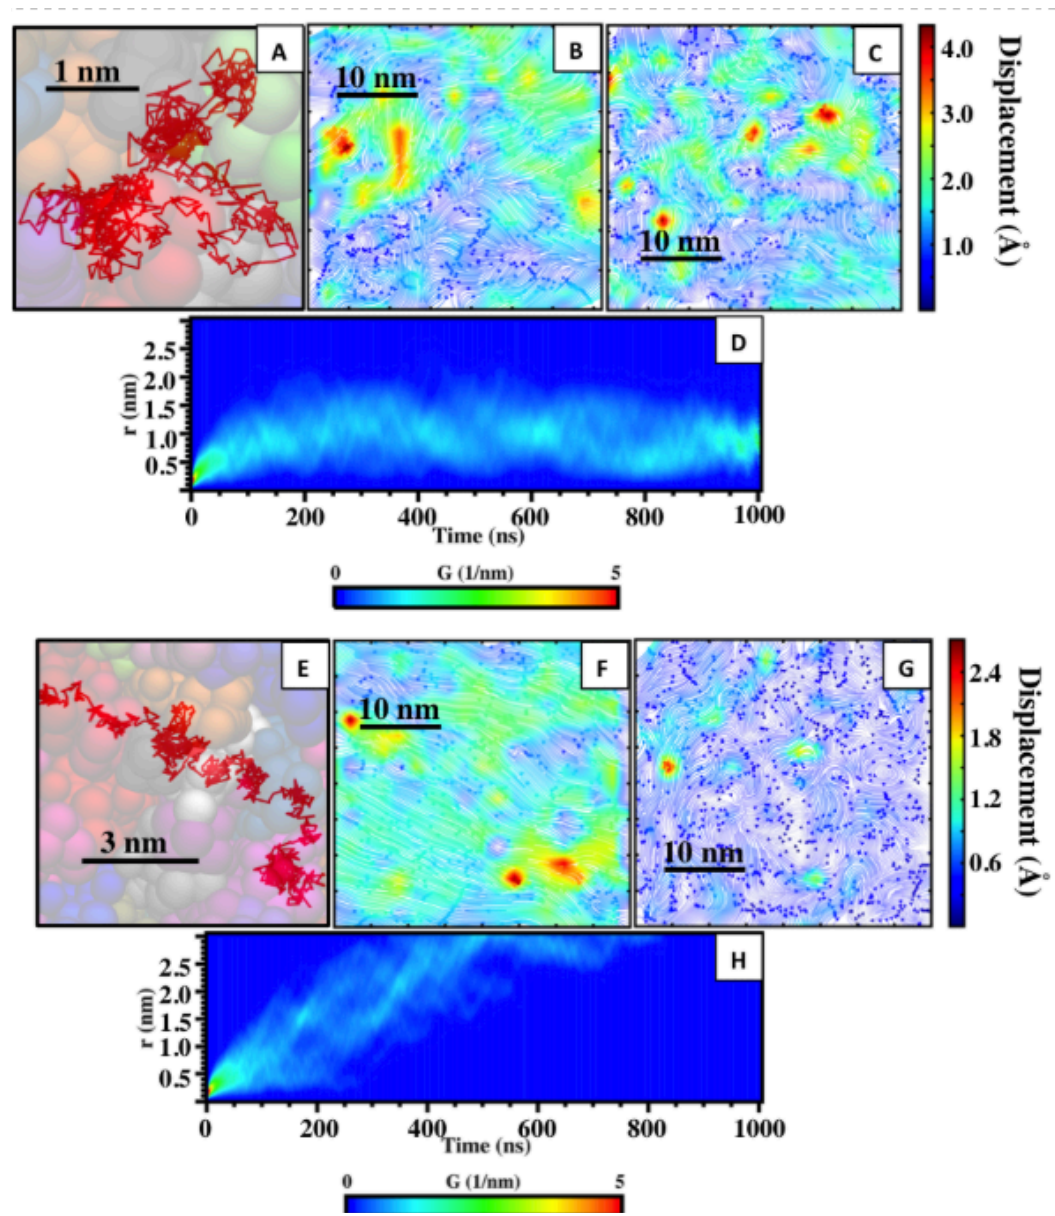 A
1 nm
B
10 nm
C
10 nm
4.0
3.0
2.0
1.0
Displacement (Å)
D
2.5
2.0
1.5
1.0
0.5
r (nm)
0 200 400 600 800 1000
Time (ns)
0 G (1/nm) 5
E
3 nm
F
10 nm
G
10 nm
2.4
1.8
1.2
0.6
Displacement (Å)
H
2.5
2.0
1.5
1.0
0.5
r (nm)
0 200 400 600 800 1000
Time (ns)
0 G (1/nm) 5